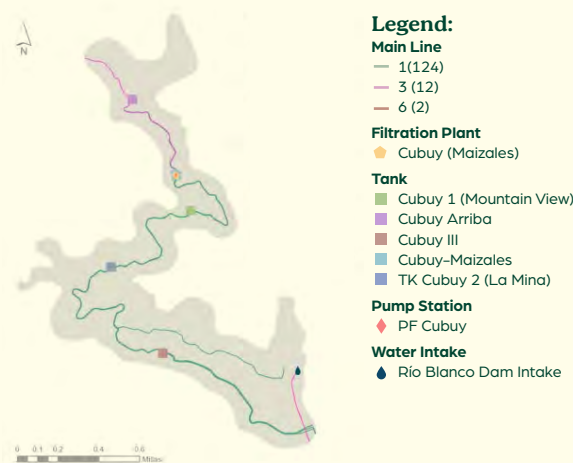 N
0 0.1 0.2 0.4 0.6
Miles
Legend:
Main Line
1(124)
3 (12)
6 (2)
Filtration Plant
Cubuy (Maizales)
Tank
Cubuy 1 (Mountain View)
Cubuy Arriba
Cubuy III
Cubuy-Maizales
TK Cubuy 2 (La Mina)
Pump Station
PF Cubuy
Water Intake
Río Blanco Dam Intake